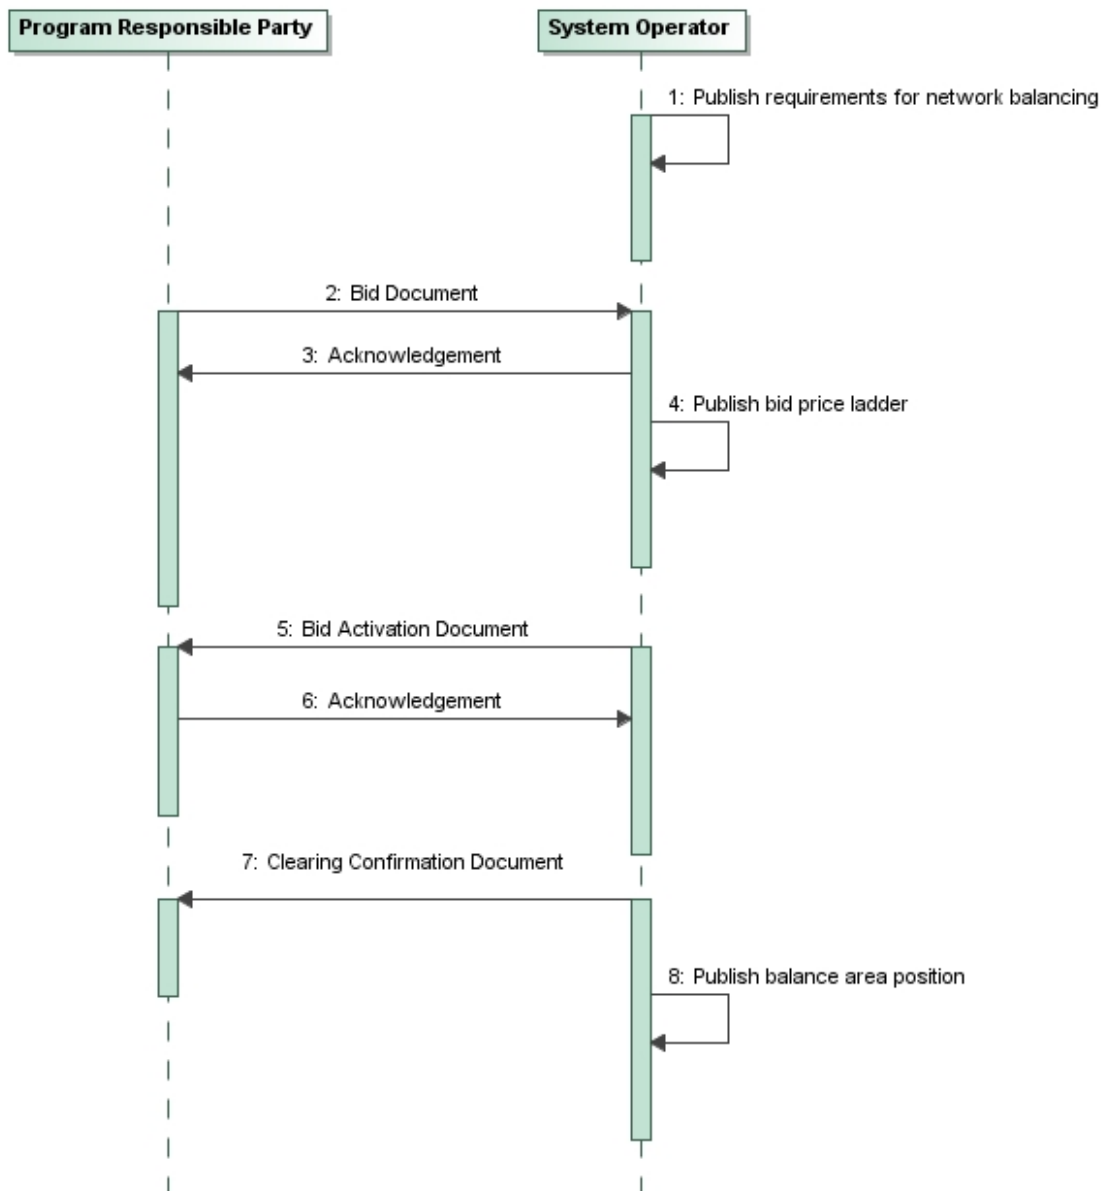 Program Responsible Party
System Operator
1: Publish requirements for network balancing
2: Bid Document
3: Acknowledgement
4: Publish bid price ladder
5: Bid Activation Document
6: Acknowledgement
7: Clearing Confirmation Document
8: Publish balance area position